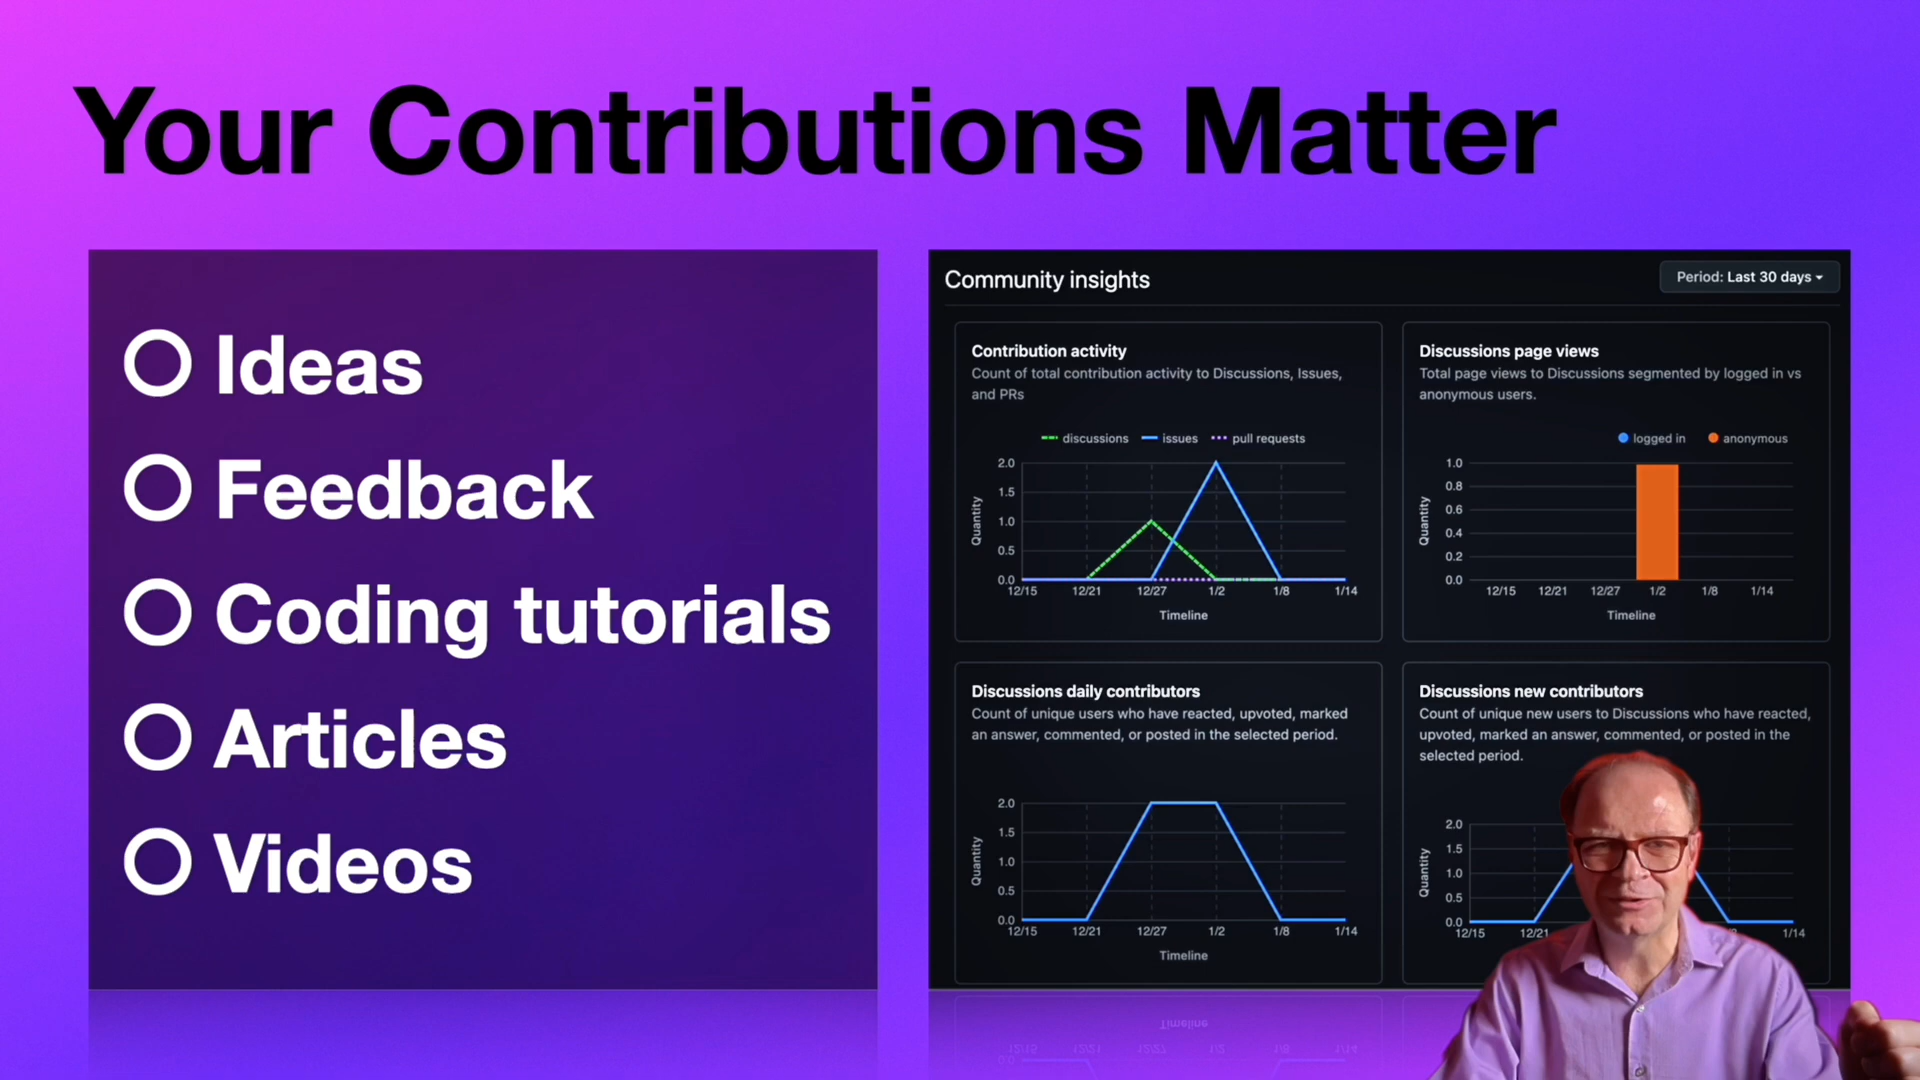 Your Contributions Matter
Ideas
Feedback
Coding tutorials
Articles
Videos
Community insights
Period: Last 30 days
Contribution activity
Count of total contribution activity to Discussions, Issues,
and PRs
discussions issues pull requests
Quantity
2.0
1.5
1.0
0.5
0.0
12/15 12/21 12/27 1/2 1/8 1/14
Timeline
Discussions page views
Total page views to Discussions segmented by logged in vs
anonymous users.
logged in anonymous
Quantity
1.0
0.8
0.6
0.4
0.2
0.0
12/15 12/21 12/27 1/2 1/8 1/14
Timeline
Discussions daily contributors
Count of unique users who have reacted, upvoted, marked
an answer, commented, or posted in the selected period.
Quantity
2.0
1.5
1.0
0.5
0.0
12/15 12/21 12/27 1/2 1/8 1/14
Timeline
Discussions new contributors
Count of unique new users to Discussions who have reacted,
upvoted, marked an answer, commented, or posted in the
selected period.
Quantity
2.0
1.5
1.0
0.5
0.0
12/15 12/21 1/14